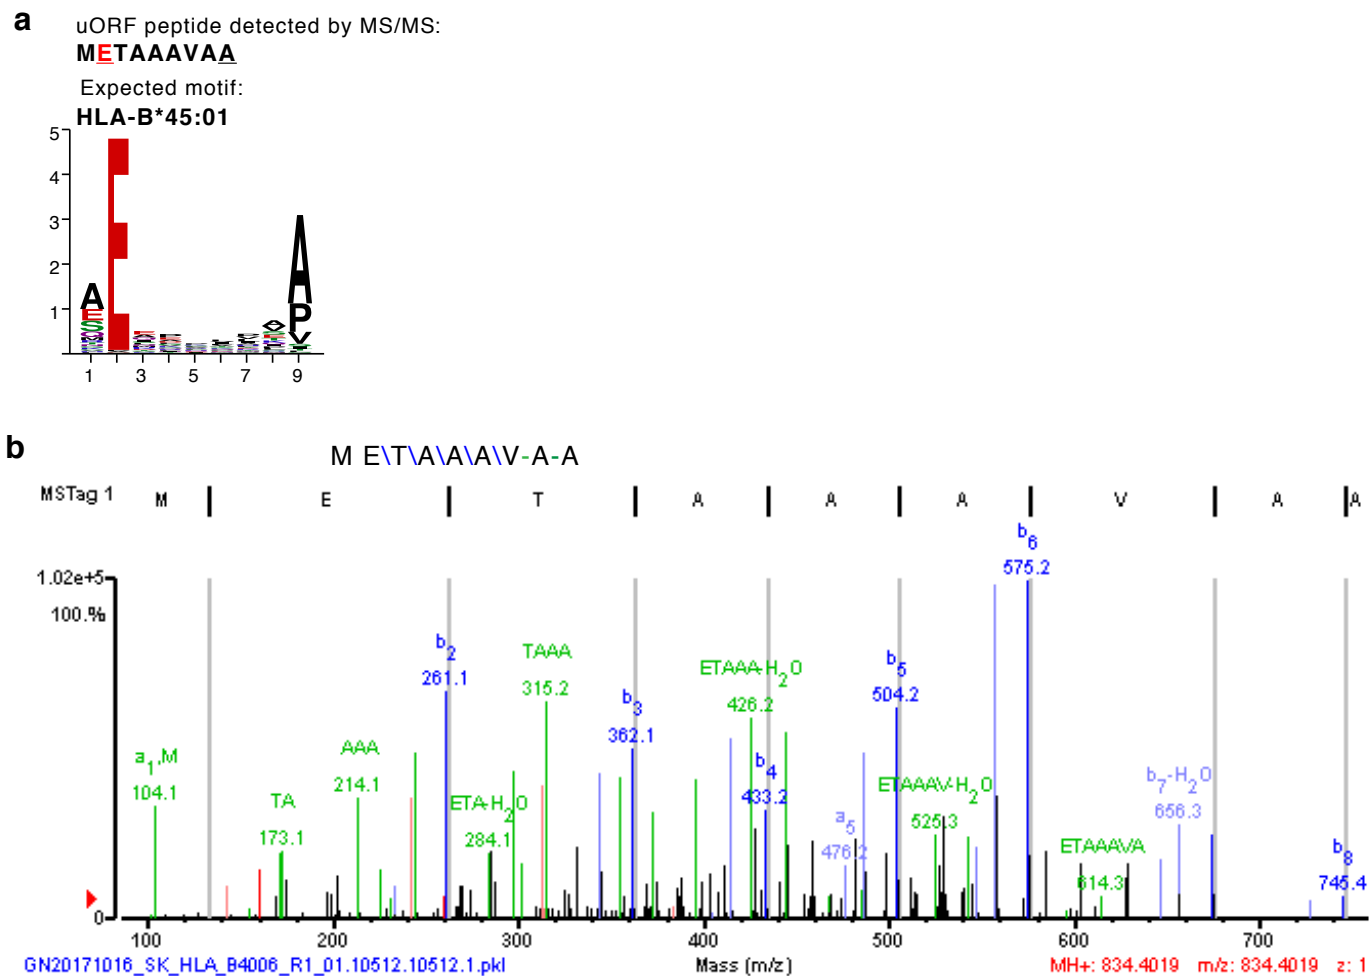 a
uORF peptide detected by MS/MS:
METAAAVAA
Expected motif:
HLA-B*45:01
5
4
3
2
1
A
E
S
E
A
P
V
1 3 5 7 9
b
M E\T\A\A\A\V-A-A
MSTag 1 M | E | T | A | A | A | V | A | A
1.02e+5
100.%
0
a1,M
104.1
TA
173.1
AAA
214.1
b2
261.1
ETA-H2O
284.1
TAAA
315.2
b3
362.1
ETAAA-H2O
426.2
b4
433.2
a5
476.2
b5
504.2
ETAAAV-H2O
525.3
b6
575.2
ETAAAVA
614.3
b7-H2O
656.3
b8
745.4
100 200 300 400 500 600 700
Mass (m/z)
GN20171016_SK_HLA_B4006_R1_01.10512.10512.1.pkl
MH+: 834.4019 m/z: 834.4019 z: 1